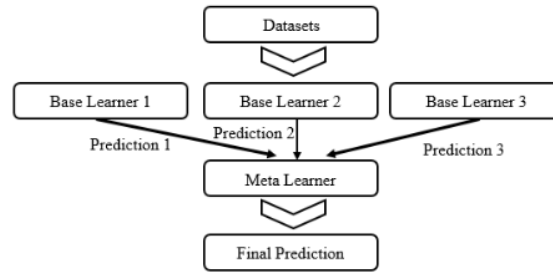 Datasets
Base Learner 1
Base Learner 2
Base Learner 3
Prediction 1
Prediction 2
Prediction 3
Meta Learner
Final Prediction